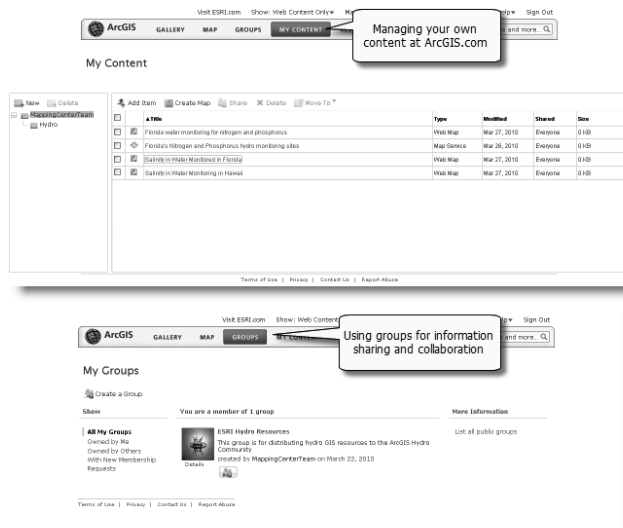 Visit ESRI.com Show: Web Content Only Sign Out
ArcGIS GALLERY MAP GROUPS MY CONTENT and more..
Managing your own
content at ArcGIS.com
My Content
New Delete Add Item Create Map Share Delete Move To
MappingCenterTeam
Hydro
Title Type Modified Shared Size
Florida water monitoring for nitrogen and phosphorus Web Map Mar 27, 2010 Everyone 0 KB
Florida's Nitrogen and Phosphorus hydro monitoring sites Map Service Mar 26, 2010 Everyone 0 KB
Salinity in Water Monitored in Florida Web Map Mar 27, 2010 Everyone 0 KB
Salinity in Water Monitoring in Hawaii Web Map Mar 27, 2010 Everyone 0 KB
Terms of Use | Privacy | Contact Us | Report Abuse
Visit ESRI.com Show: Web Content Sign Out
ArcGIS GALLERY MAP GROUPS MY CONTENT and more..
Using groups for information
sharing and collaboration
My Groups
Create a Group
Show You are a member of 1 group More Information
All My Groups
Owned by Me
Owned by Others
With New Membership
Requests
Details
ESRI Hydro Resources
This group is for distributing hydro GIS resources to the ArcGIS Hydro
Community
created by MappingCenterTeam on March 22, 2010
List all public groups
Terms of Use | Privacy | Contact Us | Report Abuse